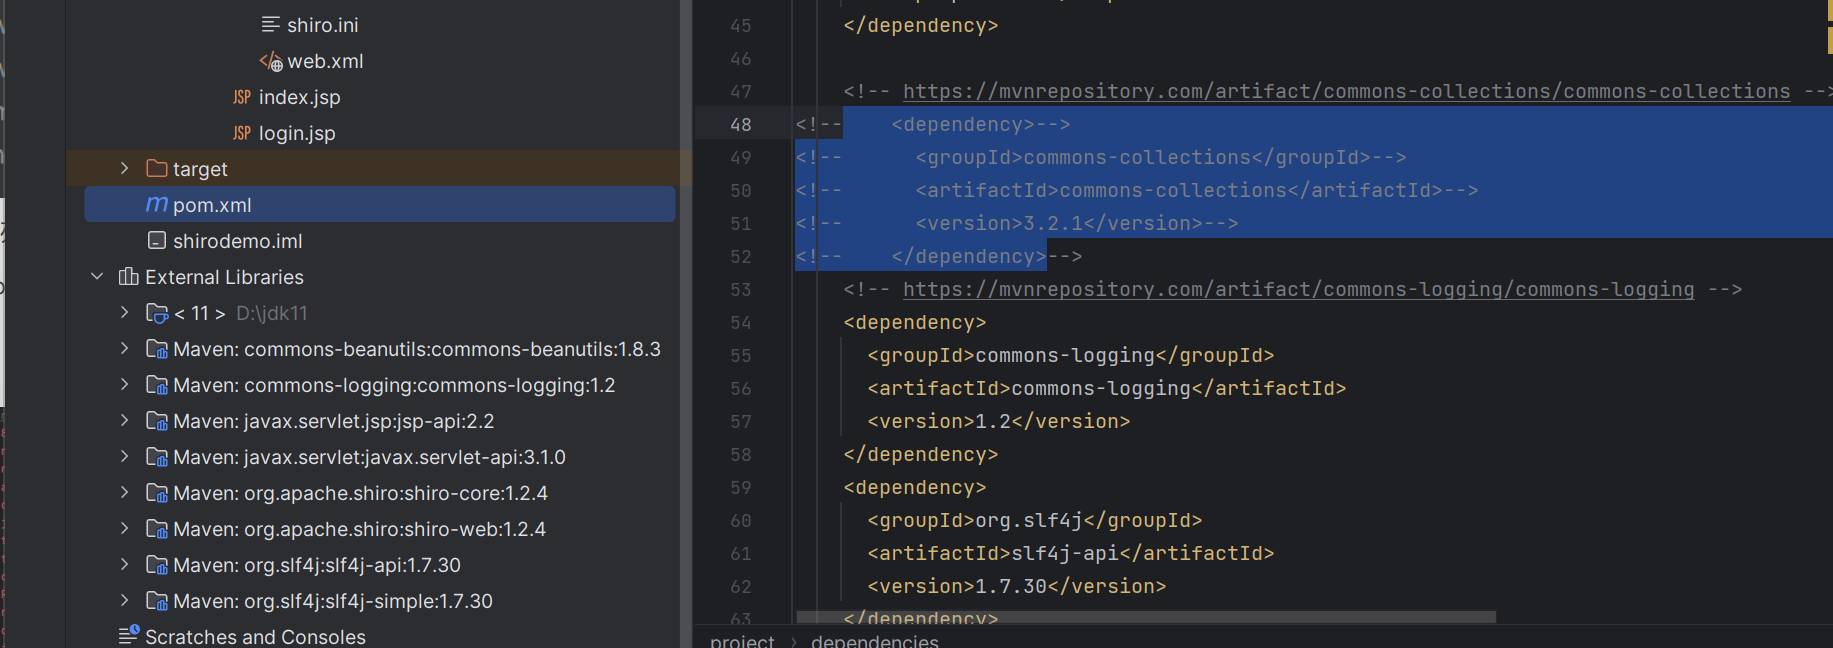 shiro.ini
web.xml
JSP index.jsp
JSP login.jsp
target
m pom.xml
shirodemo.iml
External Libraries
< 11 > D:\jdk11
Maven: commons-beanutils:commons-beanutils:1.8.3
Maven: commons-logging:commons-logging:1.2
Maven: javax.servlet.jsp:jsp-api:2.2
Maven: javax.servlet:javax.servlet-api:3.1.0
Maven: org.apache.shiro:shiro-core:1.2.4
Maven: org.apache.shiro:shiro-web:1.2.4
Maven: org.slf4j:slf4j-api:1.7.30
Maven: org.slf4j:slf4j-simple:1.7.30
Scratches and Consoles
45 </dependency>
46
47 <!-- https://mvnrepository.com/artifact/commons-collections/commons-collections -->
48 <!--    <dependency>-->
49 <!--      <groupId>commons-collections</groupId>-->
50 <!--      <artifactId>commons-collections</artifactId>-->
51 <!--      <version>3.2.1</version>-->
52 <!--    </dependency>-->
53 <!-- https://mvnrepository.com/artifact/commons-logging/commons-logging -->
54 <dependency>
55 <groupId>commons-logging</groupId>
56 <artifactId>commons-logging</artifactId>
57 <version>1.2</version>
58 </dependency>
59 <dependency>
60 <groupId>org.slf4j</groupId>
61 <artifactId>slf4j-api</artifactId>
62 <version>1.7.30</version>
63 </dependency>
project > dependencies